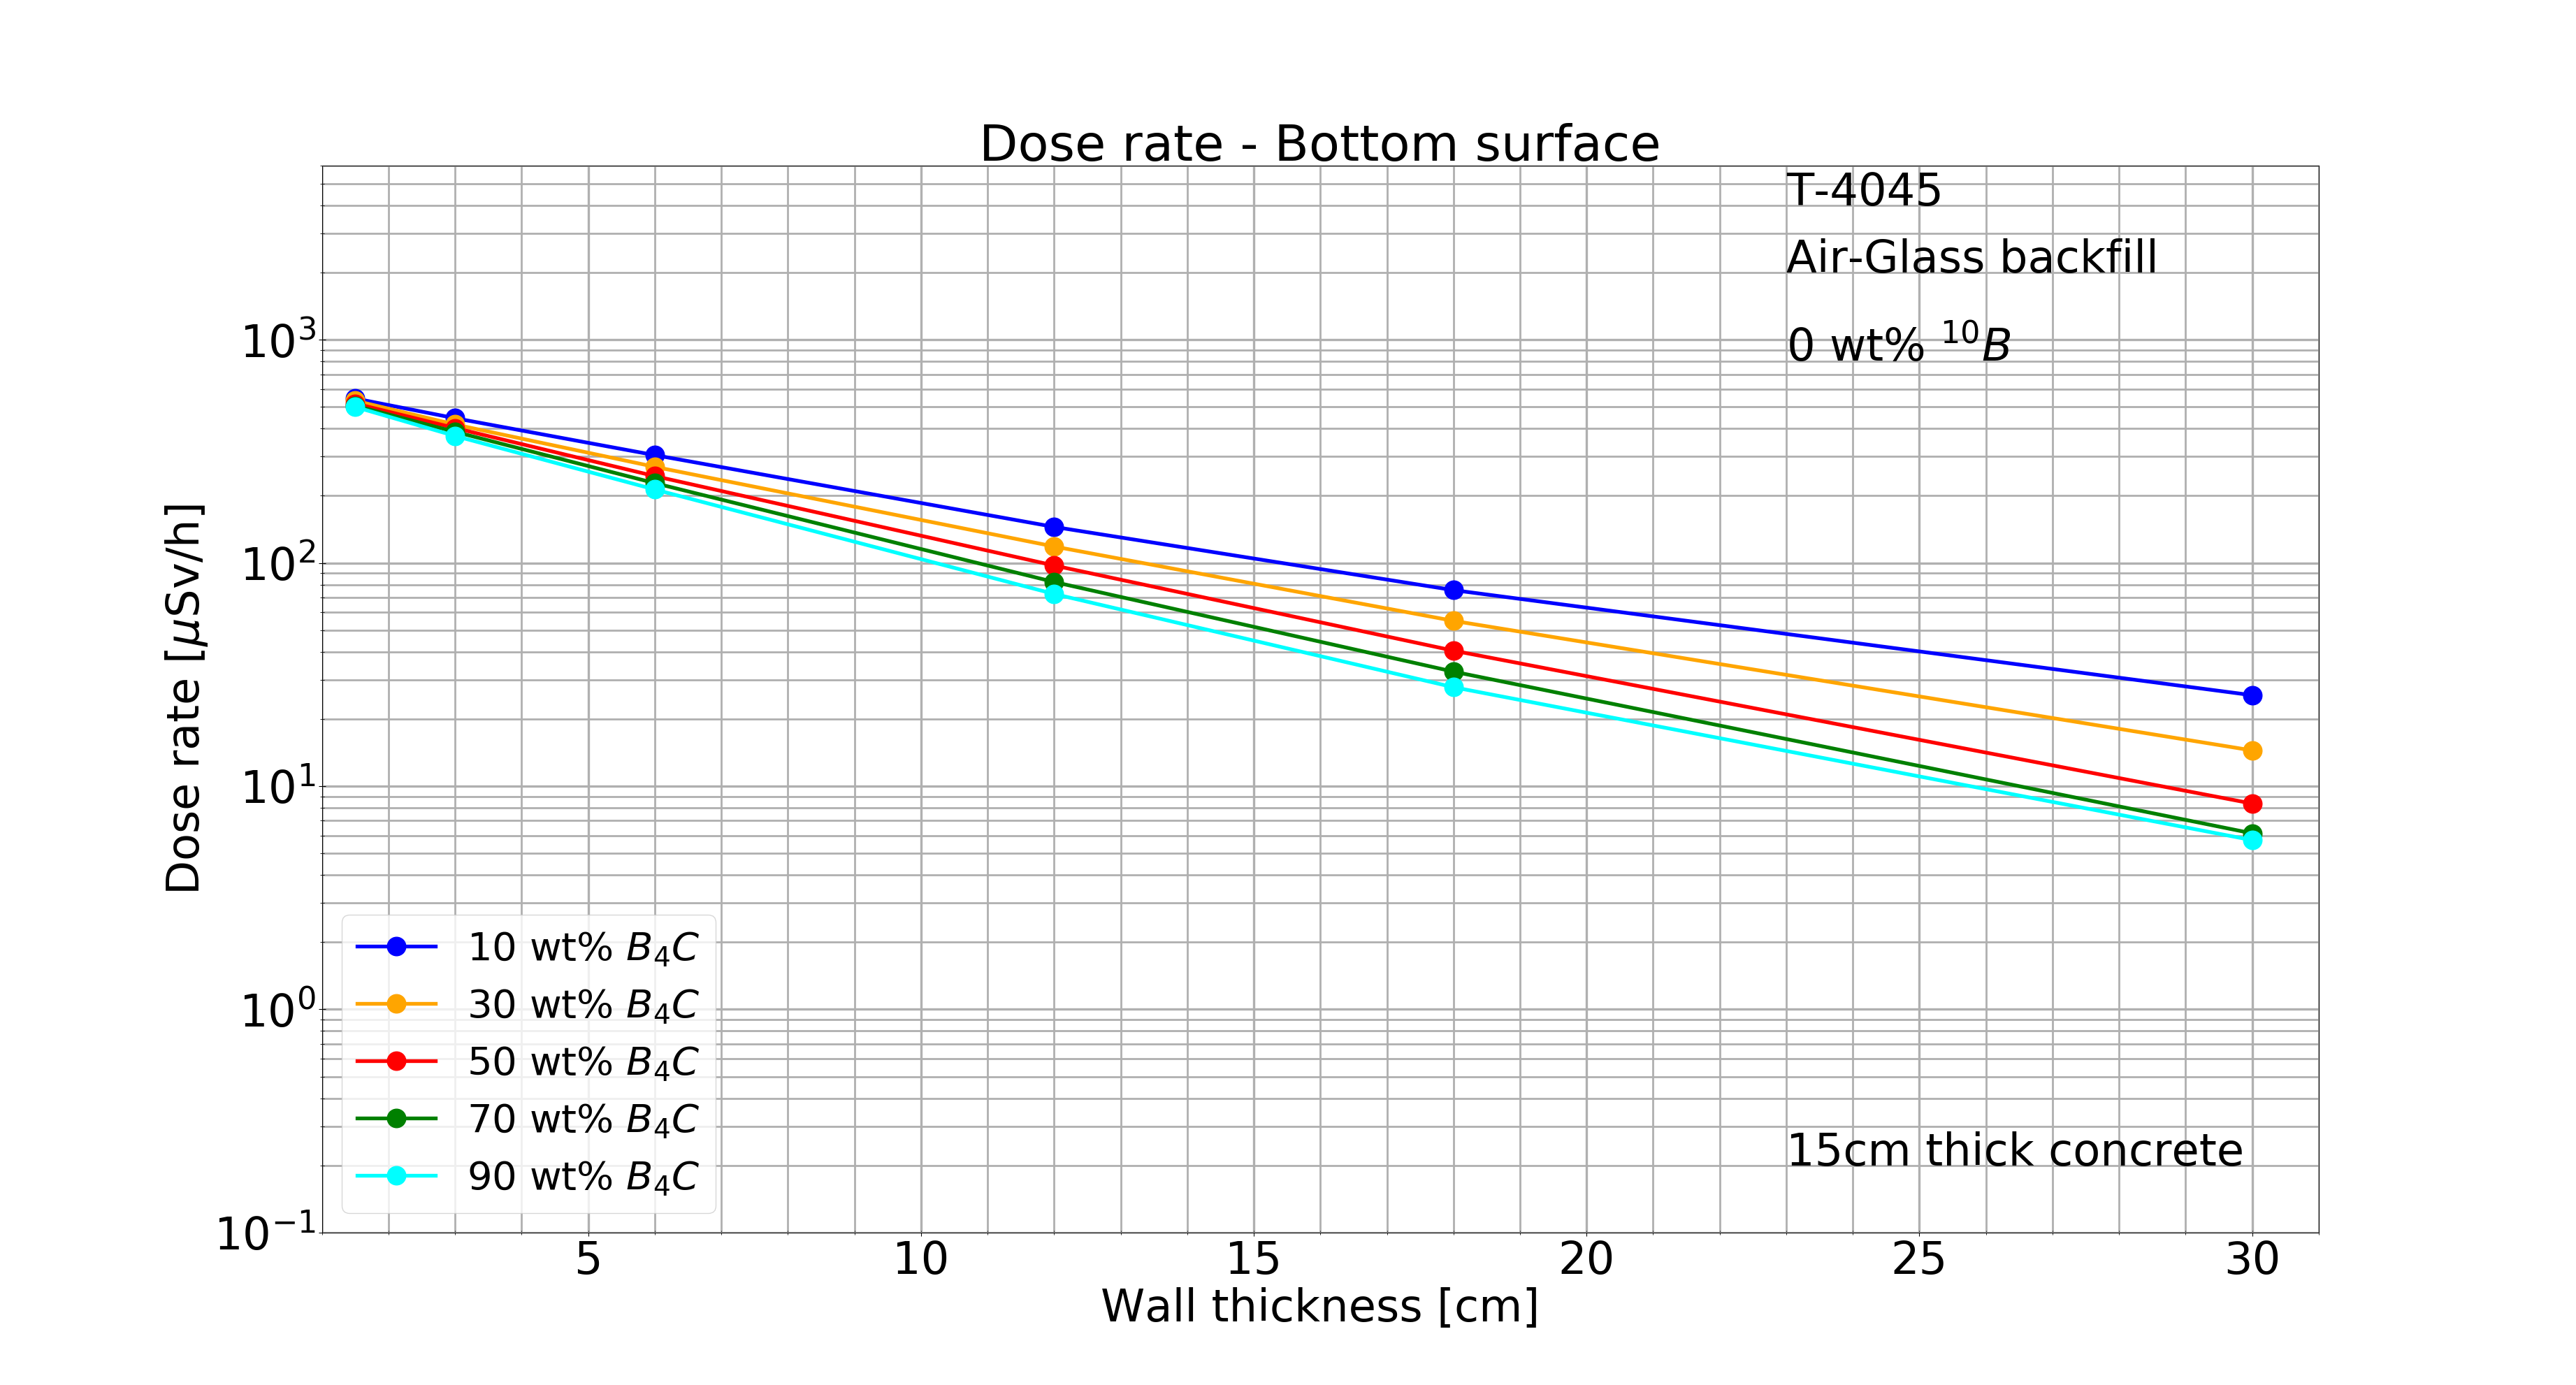 Dose rate - Bottom surface
T-4045
Air-Glass backfill
0 wt% ¹⁰B
15cm thick concrete
Dose rate [μSv/h]
10³
10²
10¹
10⁰
10⁻¹
10 wt% B₄C
30 wt% B₄C
50 wt% B₄C
70 wt% B₄C
90 wt% B₄C
5 10 15 20 25 30
Wall thickness [cm]